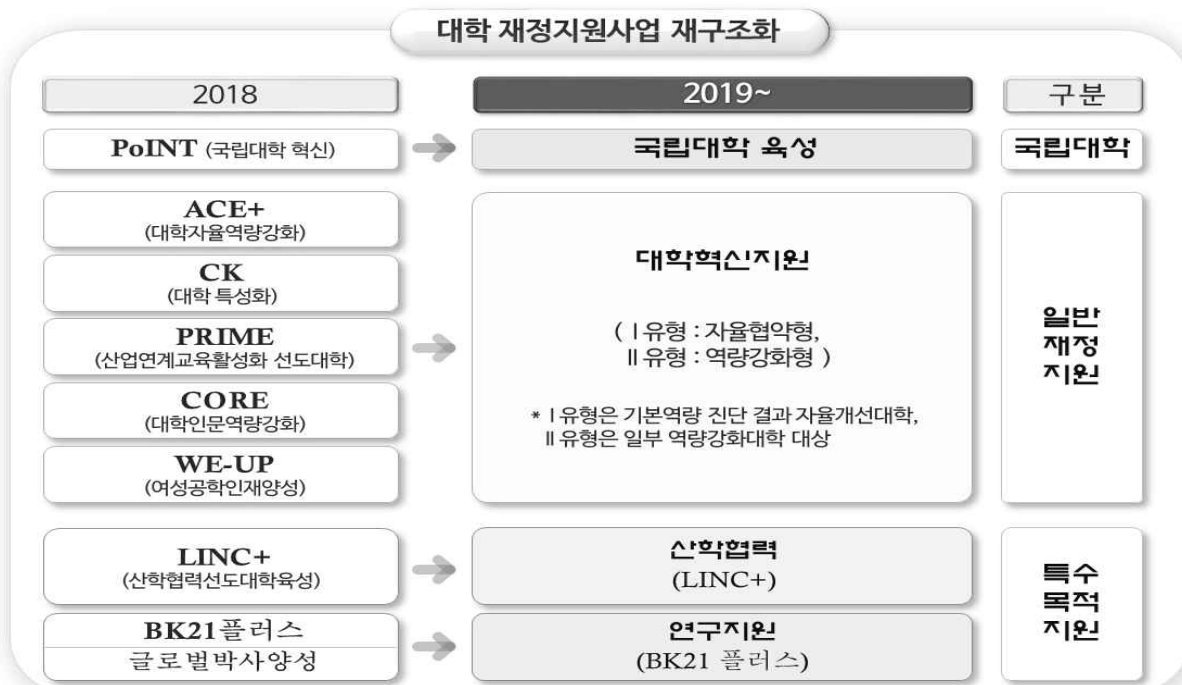 대학 재정지원사업 재구조화
2018
2019~
구분
PoINT (국립대학 혁신)
국립대학 육성
국립대학
ACE+
(대학자율역량강화)
CK
(대학 특성화)
PRIME
(산업연계교육활성화 선도대학)
CORE
(대학인문역량강화)
WE-UP
(여성공학인재양성)
대학혁신지원
( Ⅰ유형 : 자율협약형,
Ⅱ유형 : 역량강화형 )
* Ⅰ유형은 기본역량 진단 결과 자율개선대학,
Ⅱ유형은 일부 역량강화대학 대상
일반
재정
지원
LINC+
(산학협력선도대학육성)
산학협력
(LINC+)
BK21플러스
글로벌박사양성
연구지원
(BK21 플러스)
특수
목적
지원